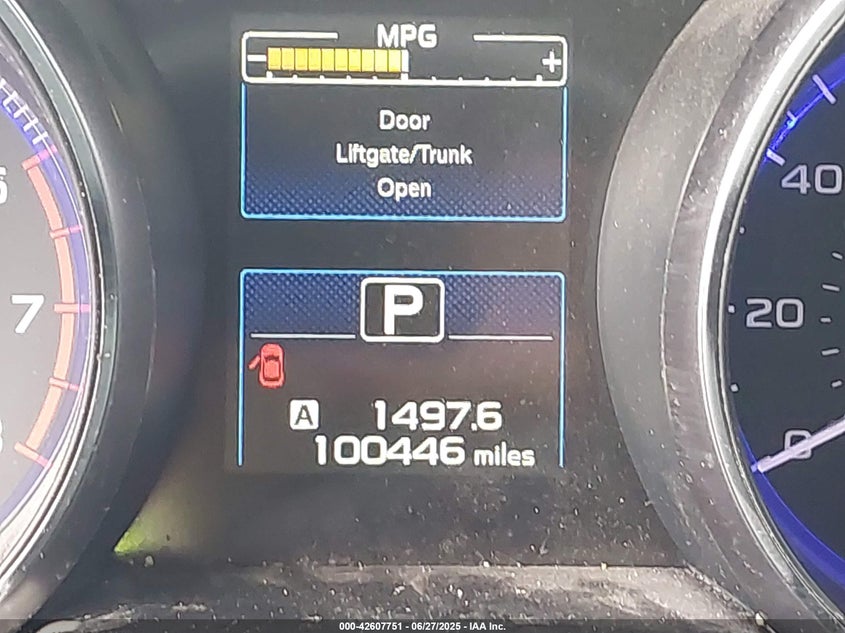 MPG
- +
Door
Liftgate/Trunk
Open
P
A 1497.6
100446 miles
7
40
20
0
000-42607751 - 06/27/2025 - IAA Inc.